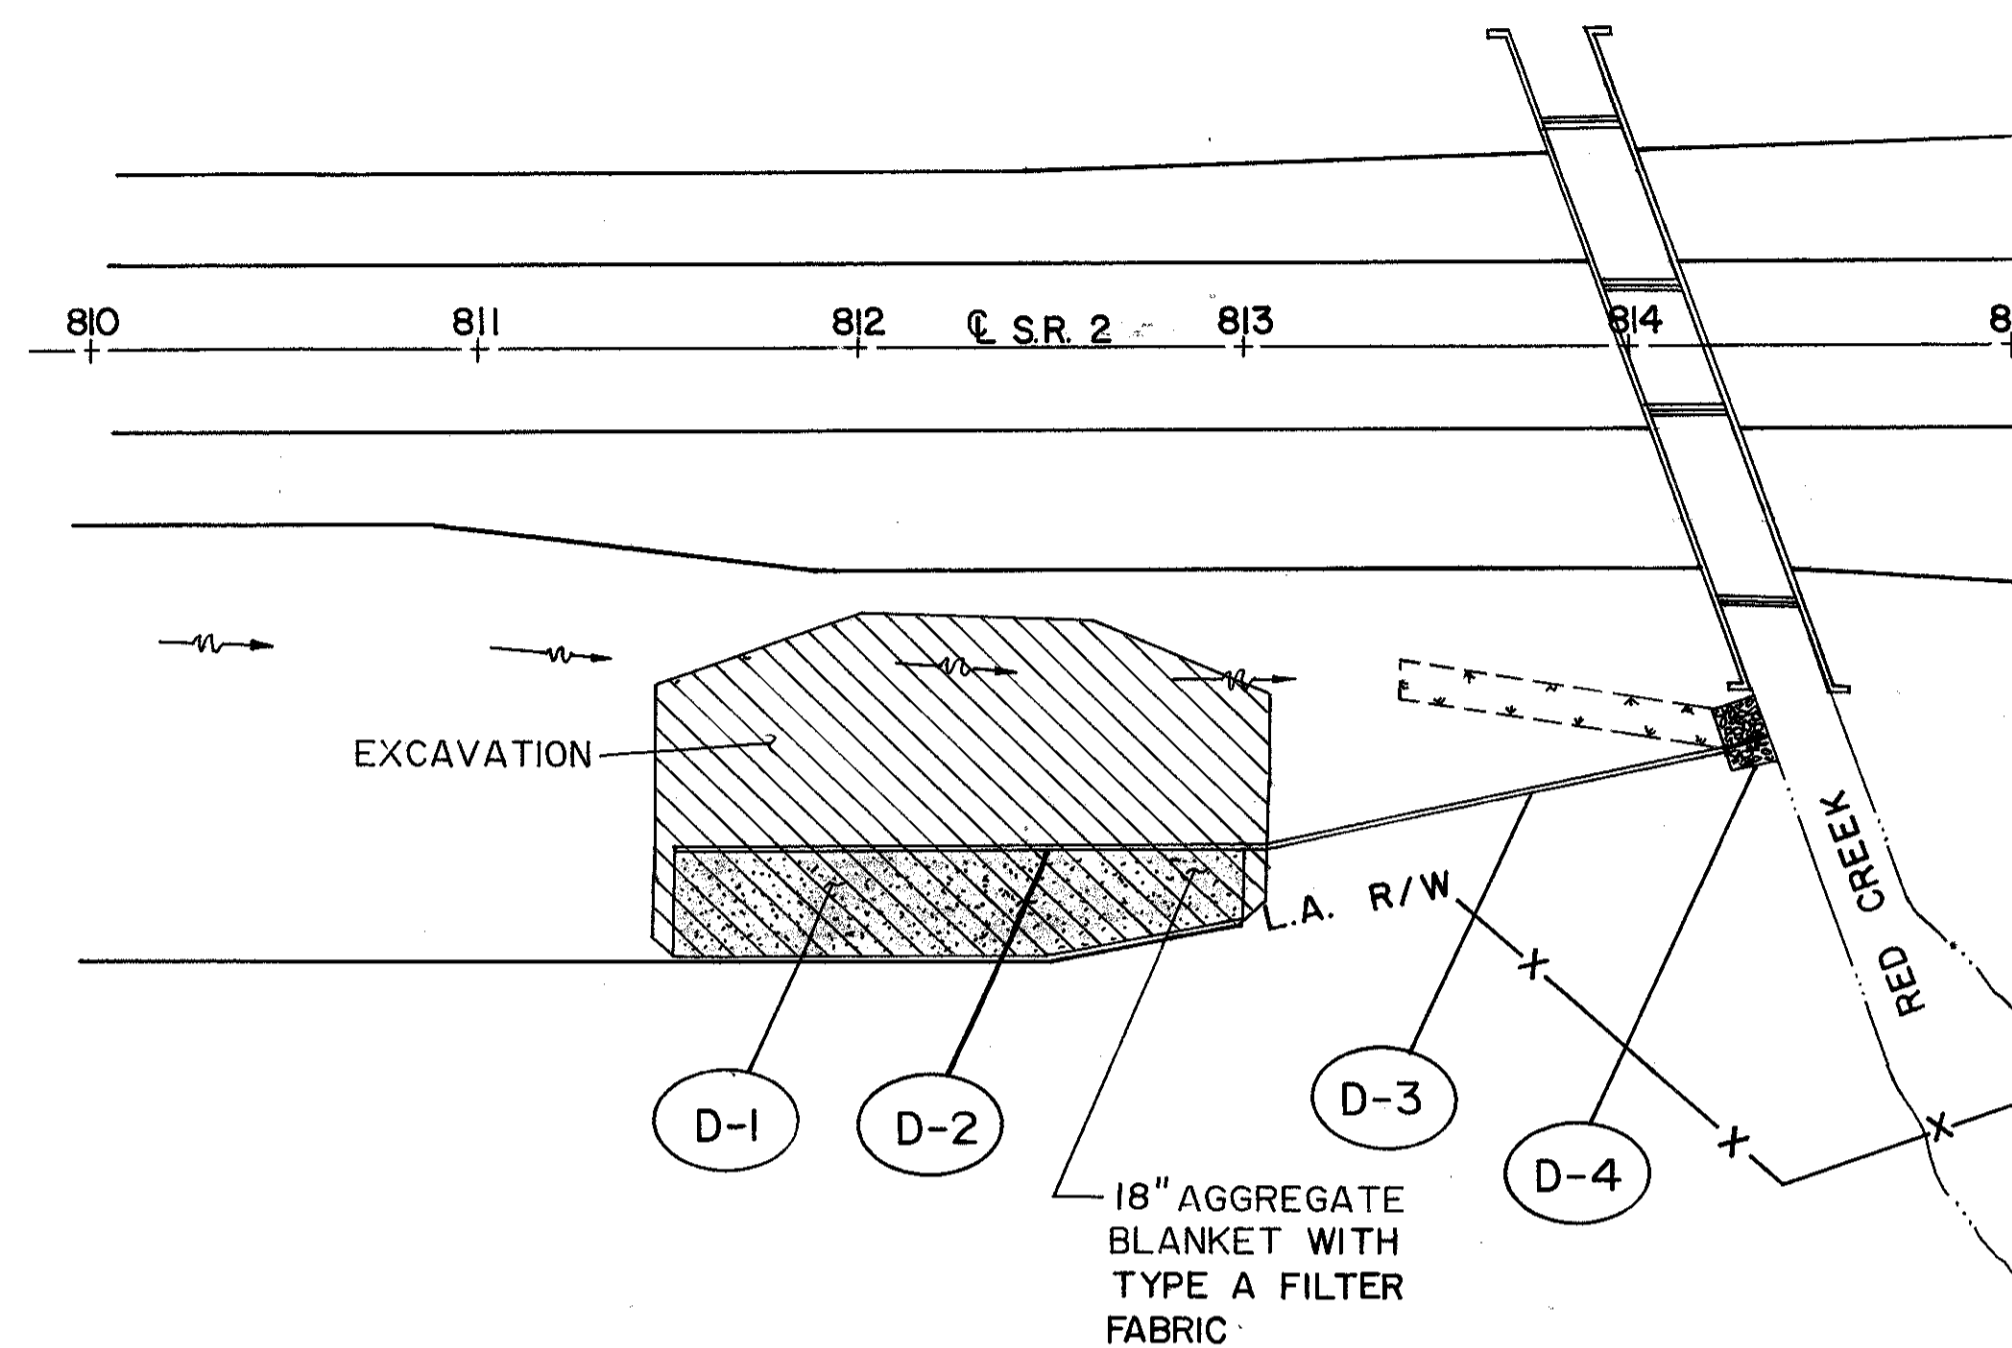 810
811
812
℄ S.R. 2
813
814
8
EXCAVATION
L.A. R/W
RED CREEK
D-1
D-2
D-3
D-4
18" AGGREGATE
BLANKET WITH
TYPE A FILTER
FABRIC